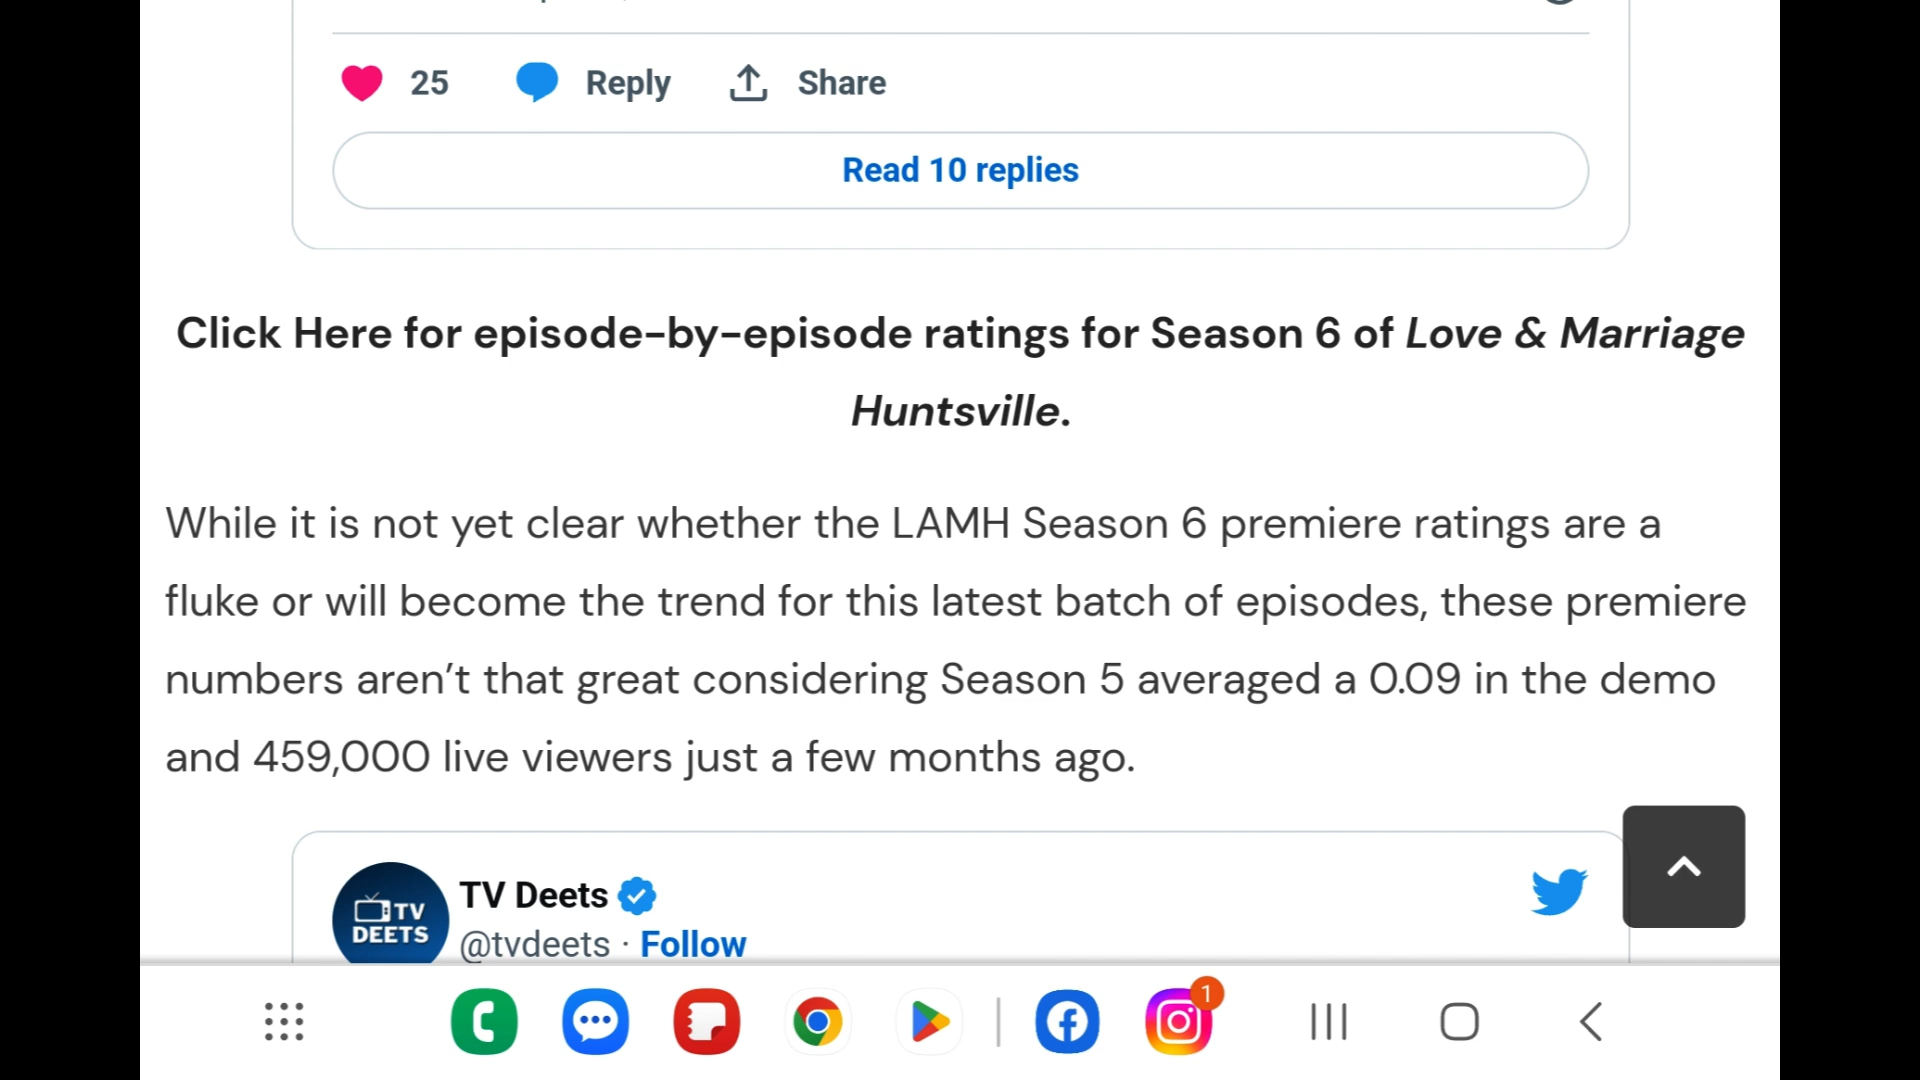 25 Reply Share
Read 10 replies
Click Here for episode-by-episode ratings for Season 6 of Love & Marriage
Huntsville.
While it is not yet clear whether the LAMH Season 6 premiere ratings are a
fluke or will become the trend for this latest batch of episodes, these premiere
numbers aren’t that great considering Season 5 averaged a 0.09 in the demo
and 459,000 live viewers just a few months ago.
TV
DEETS
TV Deets
@tvdeets · Follow
1